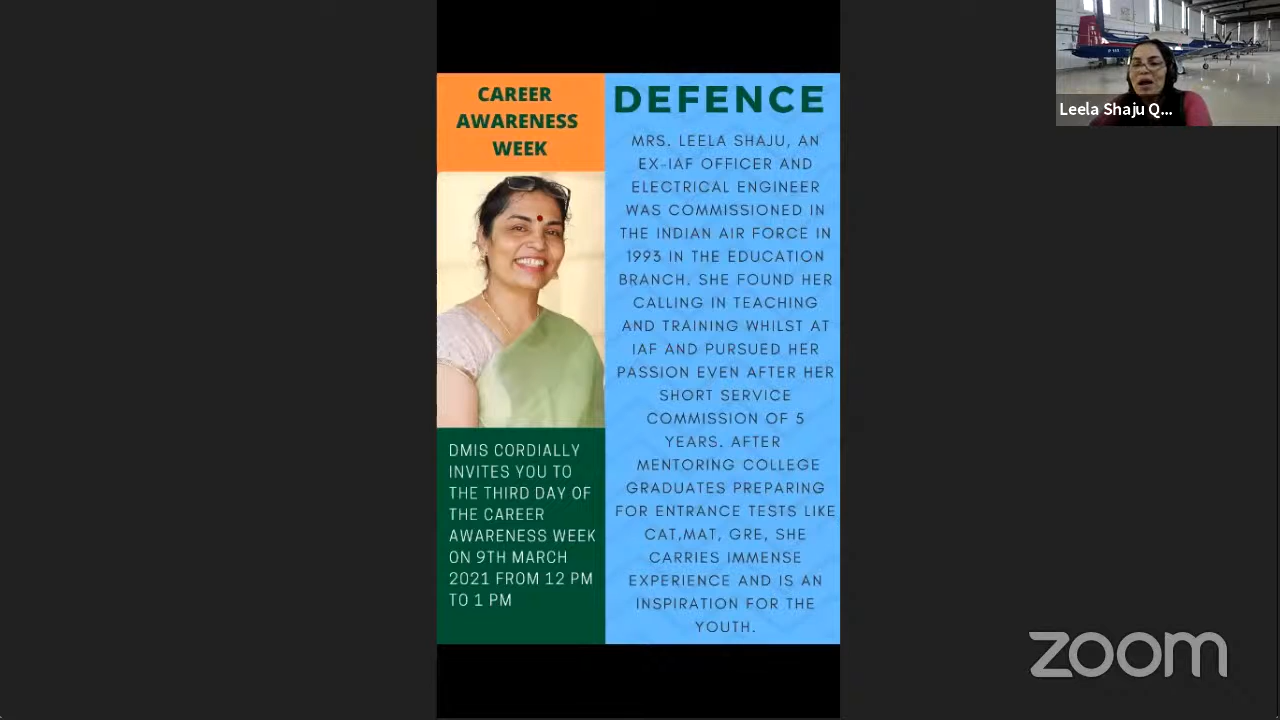 CAREER
AWARENESS
WEEK
DEFENCE
MRS. LEELA SHAJU, AN
EX-IAF OFFICER AND
ELECTRICAL ENGINEER
WAS COMMISSIONED IN
THE INDIAN AIR FORCE IN
1993 IN THE EDUCATION
BRANCH. SHE FOUND HER
CALLING IN TEACHING
AND TRAINING WHILST AT
IAF AND PURSUED HER
PASSION EVEN AFTER HER
SHORT SERVICE
COMMISSION OF 5
YEARS. AFTER
MENTORING COLLEGE
GRADUATES PREPARING
FOR ENTRANCE TESTS LIKE
CAT,MAT, GRE, SHE
CARRIES IMMENSE
EXPERIENCE AND IS AN
INSPIRATION FOR THE
YOUTH.
DMIS CORDIALLY
INVITES YOU TO
THE THIRD DAY OF
THE CAREER
AWARENESS WEEK
ON 9TH MARCH
2021 FROM 12 PM
TO 1 PM
Leela Shaju Q...
zoom